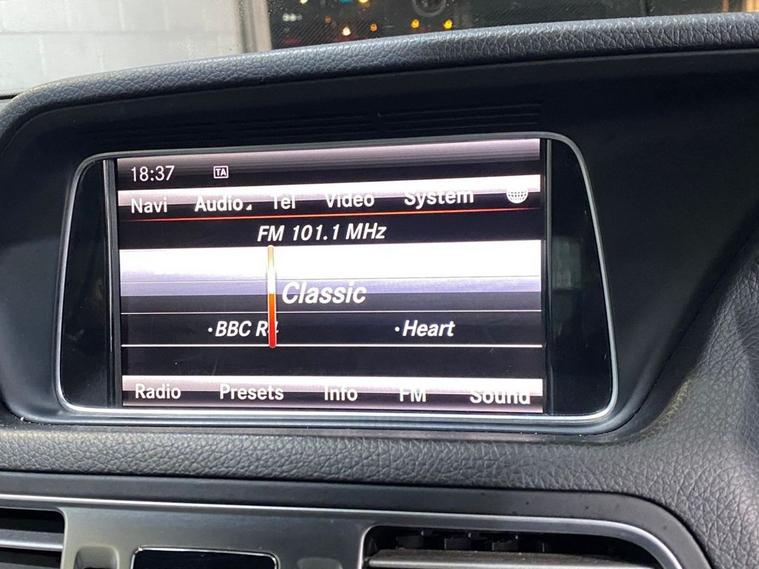 18:37 TA
Navi Audio Tel Video System
FM 101.1 MHz
Classic
•BBC R4 •Heart
Radio Presets Info FM Sound